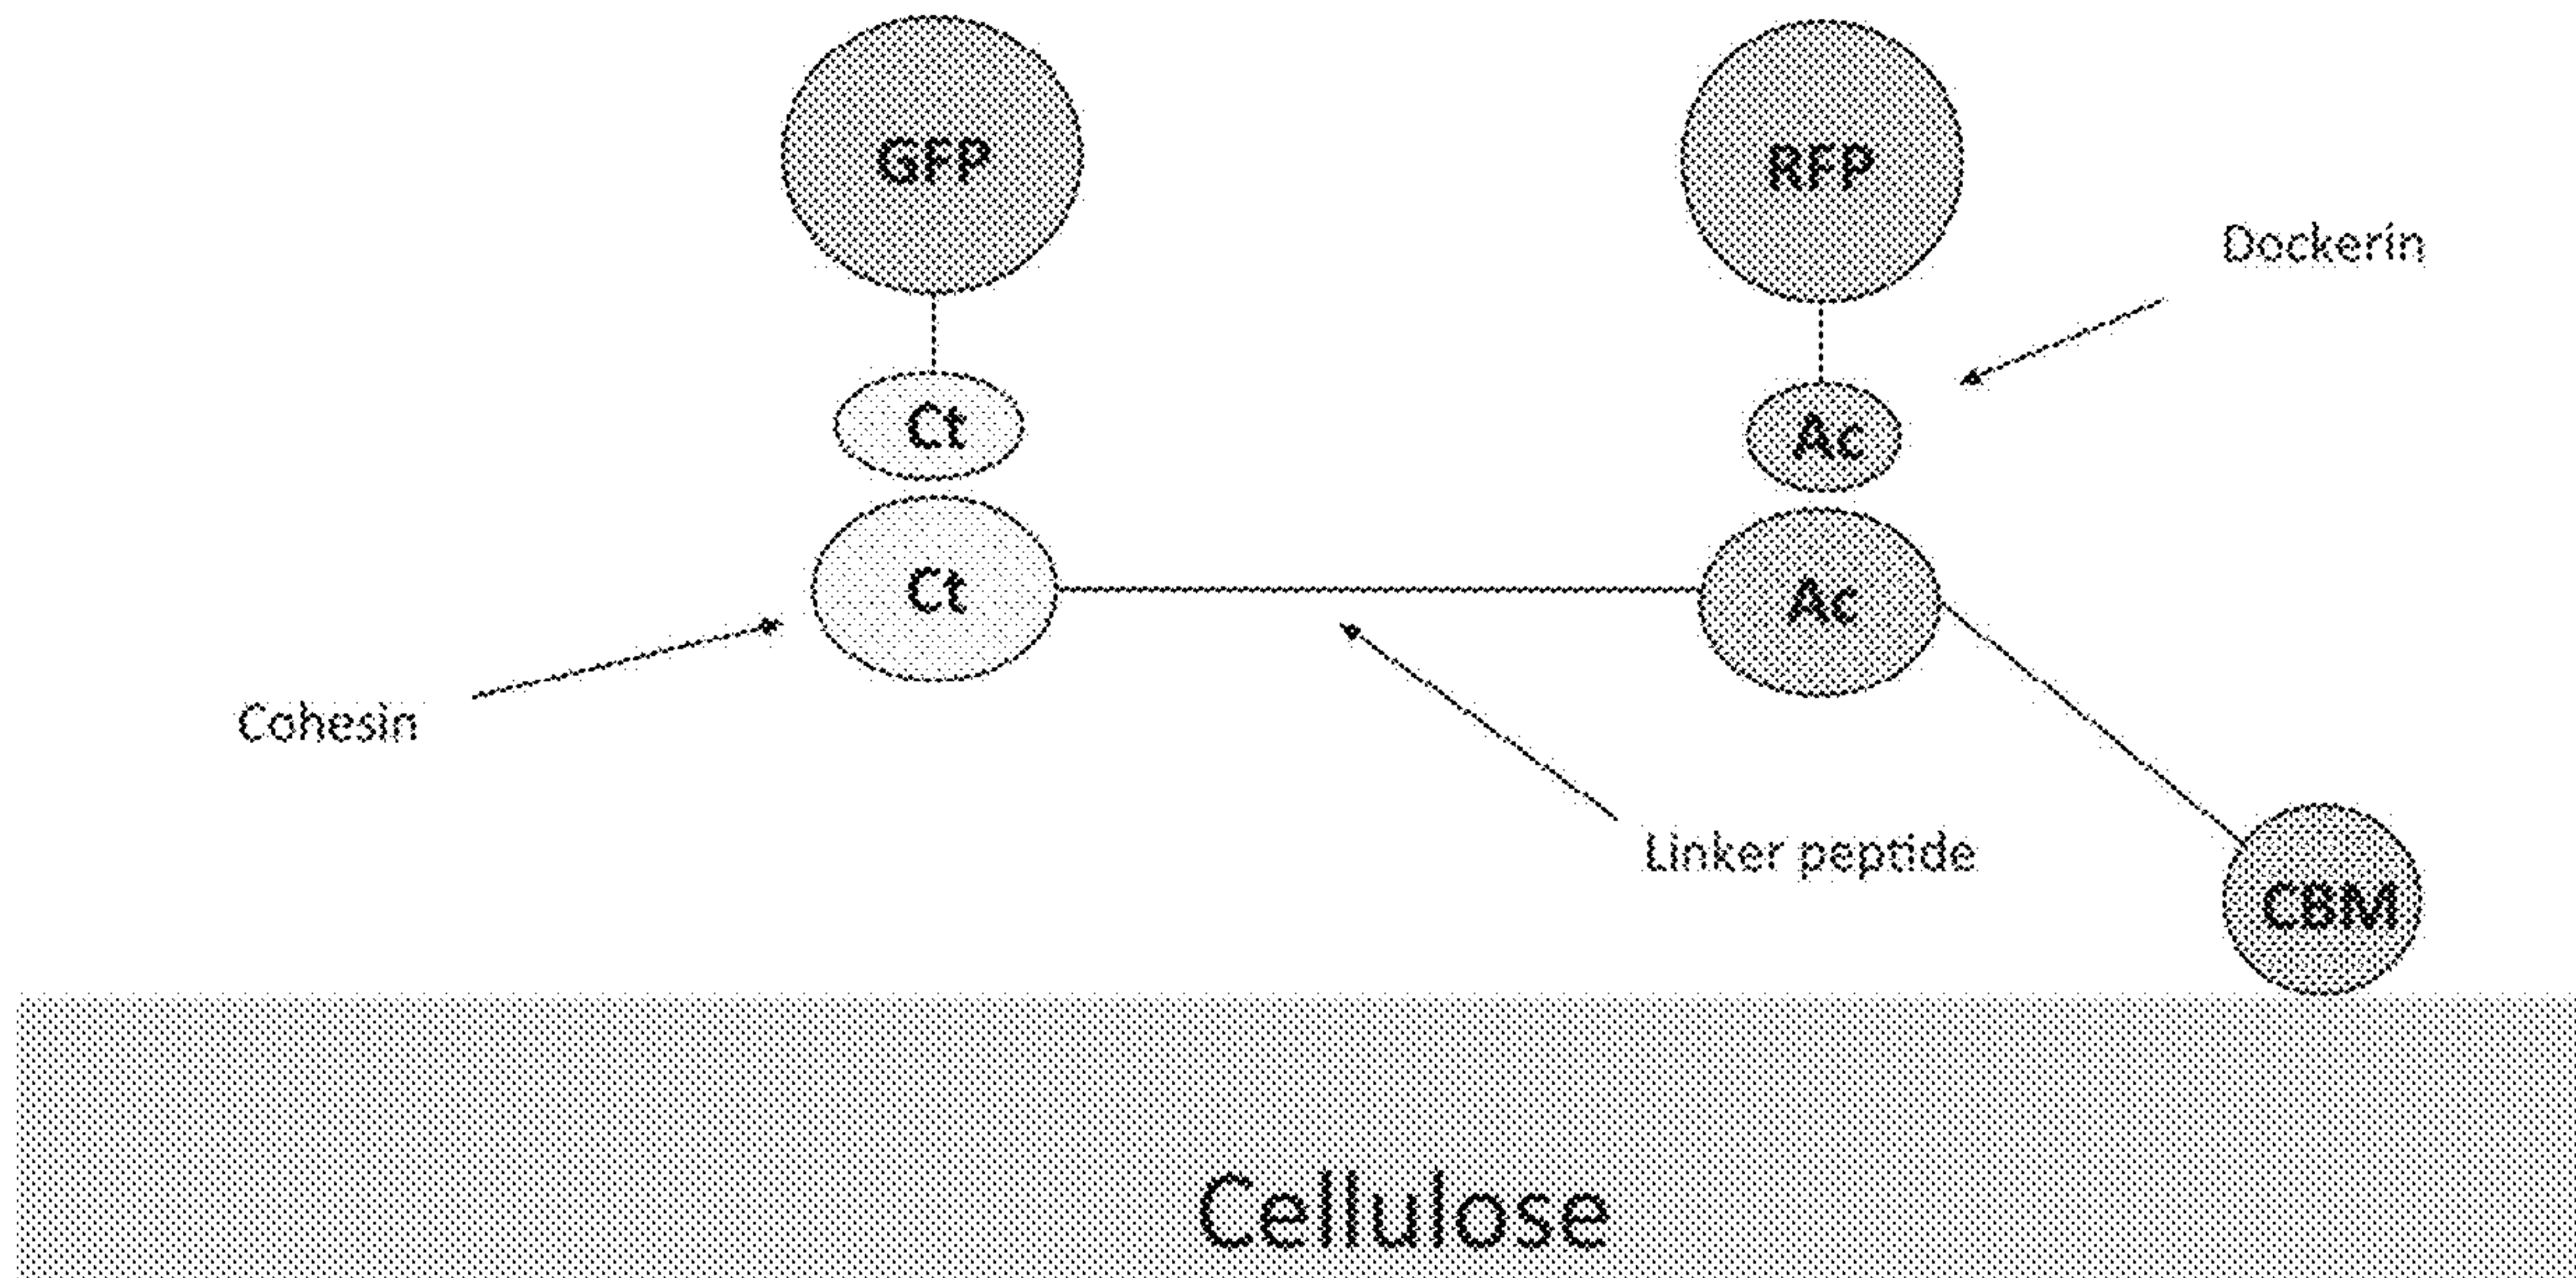 GFP
RFP
Dockerin
Ct
Ac
Ct
Ac
Cohesin
Linker peptide
CBM
Cellulose